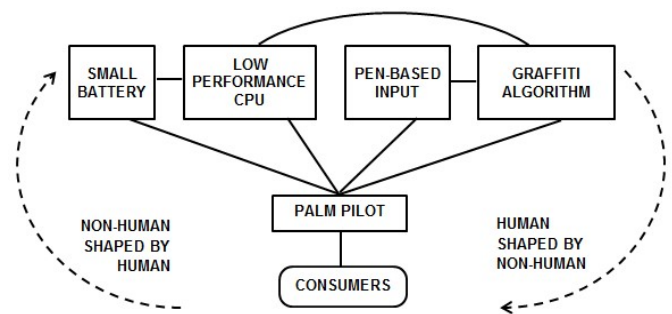 SMALL
BATTERY
LOW
PERFORMANCE
CPU
PEN-BASED
INPUT
GRAFFITI
ALGORITHM
PALM PILOT
NON-HUMAN
SHAPED BY
HUMAN
HUMAN
SHAPED BY
NON-HUMAN
CONSUMERS